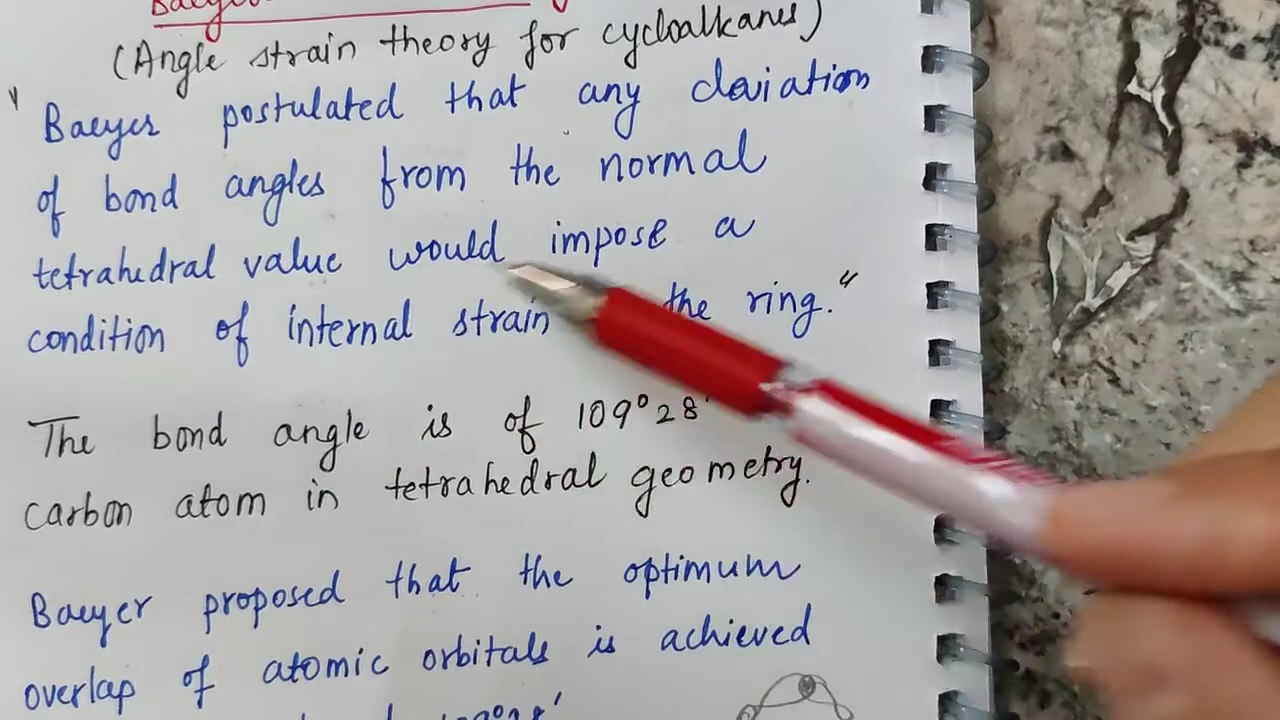 (Angle strain theory for cycloalkanes)
"Baeyer postulated that any deviation
of bond angles from the normal
tetrahedral value would impose a
condition of internal strain the ring."
The bond angle is of 109°28'
carbon atom in tetrahedral geometry.
Baeyer proposed that the optimum
overlap of atomic orbitals is achieved